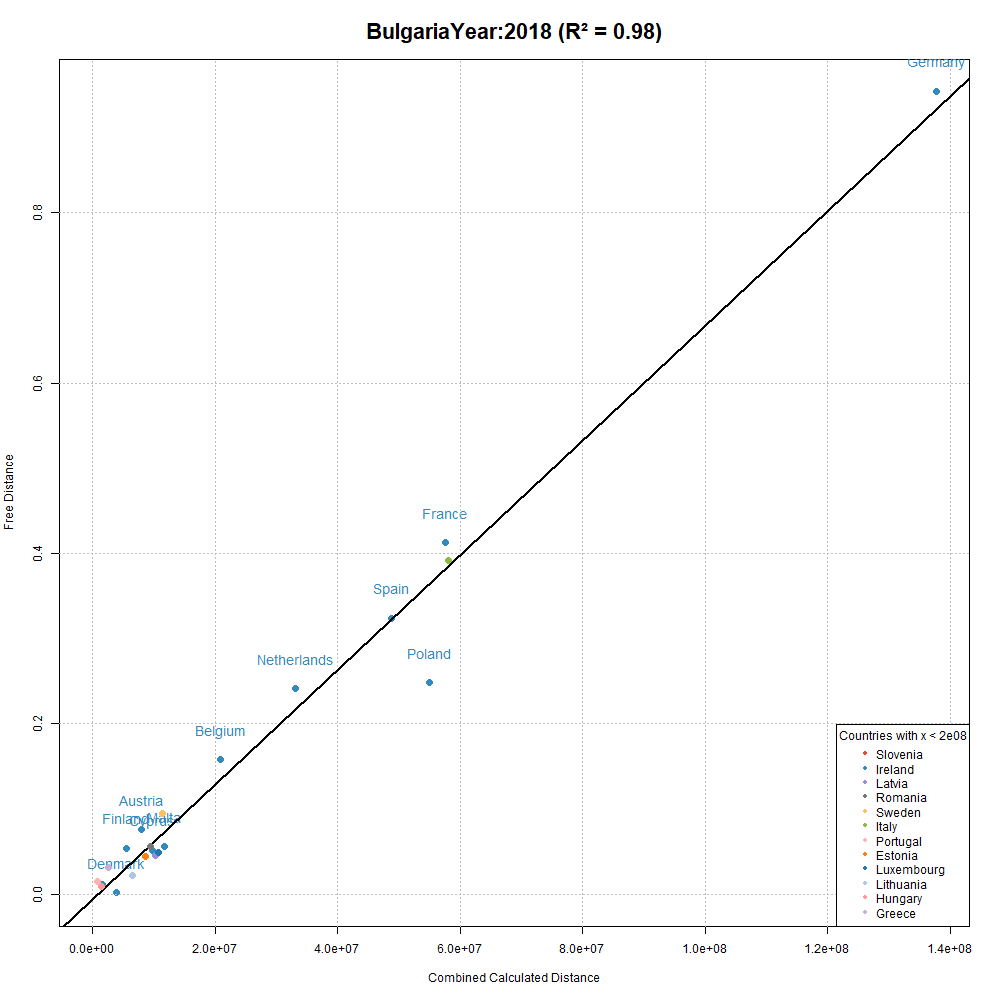 BulgariaYear:2018 (R² = 0.98)
Germany
France
Spain
Poland
Netherlands
Belgium
Austria
Finland
Cyprus
Malta
Denmark
Free Distance
0.0
0.2
0.4
0.6
0.8
0.0e+00
2.0e+07
4.0e+07
6.0e+07
8.0e+07
1.0e+08
1.2e+08
1.4e+08
Combined Calculated Distance
Countries with x < 2e08
Slovenia
Ireland
Latvia
Romania
Sweden
Italy
Portugal
Estonia
Luxembourg
Lithuania
Hungary
Greece